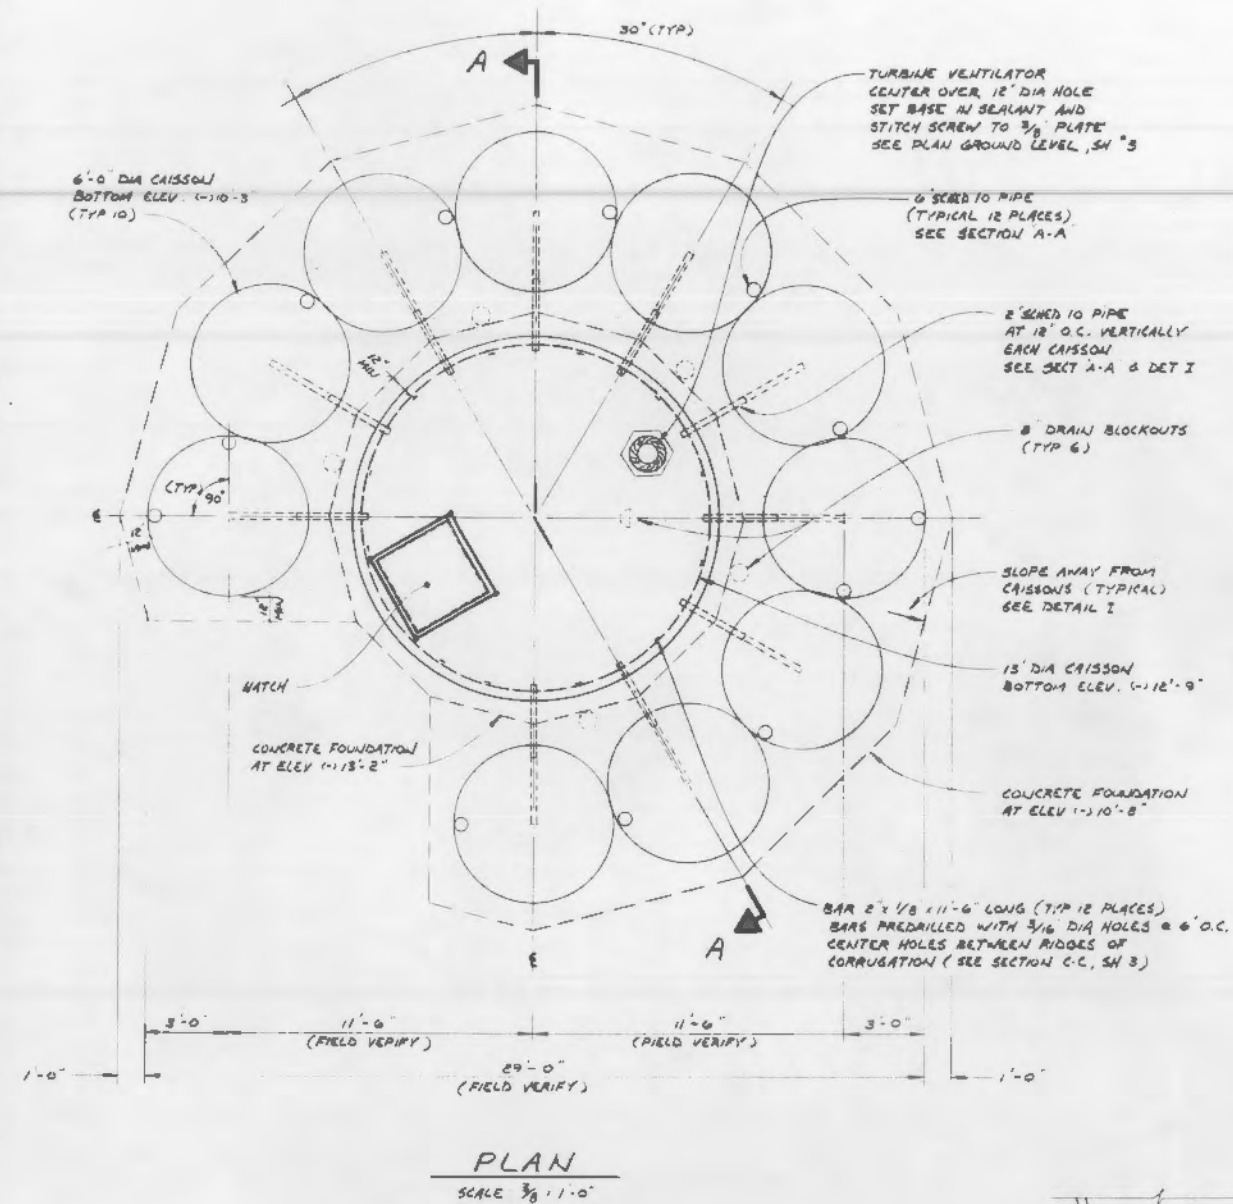 30° (TYP)
A
TURBINE VENTILATOR
CENTER OVER 12" DIA HOLE
SET BASE IN SEALANT AND
STITCH SCREW TO 3/8" PLATE
SEE PLAN GROUND LEVEL, SH #3
6'-0" DIA CAISSON
BOTTOM ELEV. (-) 10'-3"
(TYP 10)
6" SCHED 10 PIPE
(TYPICAL 12 PLACES)
SEE SECTION A-A
2" SCHED 10 PIPE
AT 12" O.C. VERTICALLY
EACH CAISSON
SEE SECT A-A & DET I
12"
MIN
8" DRAIN BLOCKOUTS
(TYP 6)
(TYP)
90°
12"
MIN
12"
MIN
SLOPE AWAY FROM
CAISSONS (TYPICAL)
SEE DETAIL I
13' DIA CAISSON
BOTTOM ELEV. (-) 12'-9"
HATCH
CONCRETE FOUNDATION
AT ELEV (-) 13'-2"
CONCRETE FOUNDATION
AT ELEV (-) 10'-8"
BAR 2" x 1/8 x 11'-6" LONG (TYP 12 PLACES)
BARS PREDRILLED WITH 3/16" DIA HOLES @ 6" O.C.
CENTER HOLES BETWEEN RIDGES OF
CORRUGATION (SEE SECTION C-C, SH 3)
A
3'-0"
11'-6"
(FIELD VERIFY)
11'-6"
(FIELD VERIFY)
3'-0"
1'-0"
29'-0"
(FIELD VERIFY)
1'-0"
PLAN
SCALE 3/8" = 1'-0"